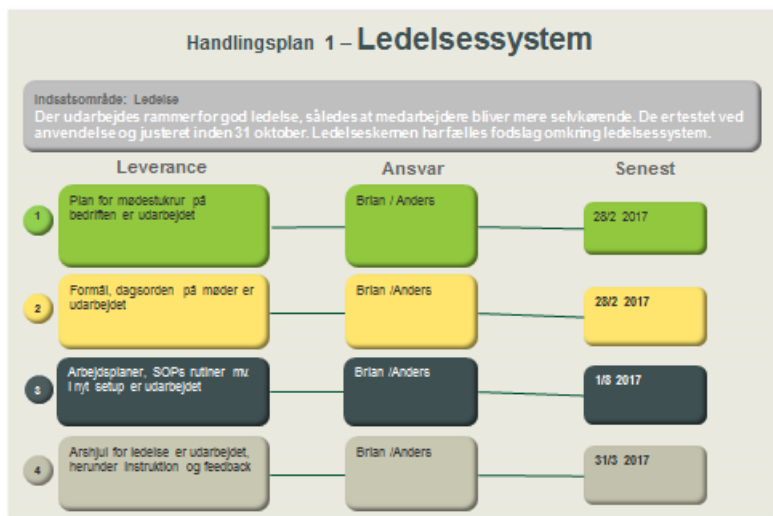 Handlingsplan 1 – Ledelsessystem
Indsatsområde: Ledelse
Der udarbejdes rammer for god ledelse, således at medarbejdere bliver mere selvkørende. De er testet ved
anvendelse og justeret inden 31 oktober. Ledelseskernen har fælles fodslag omkring ledelsessystem.
Leverance Ansvar Senest
1 Plan for mødestukrur på Brian / Anders 28/2 2017
bedriften er udarbejdet
2 Formål, dagsorden på møder er Brian /Anders 28/2 2017
udarbejdet
3 Arbejdsplaner, SOPs rutiner mv. Brian /Anders 1/8 2017
I nyt setup er udarbejdet
4 Arshjul for ledelse er udarbejdet, Brian /Anders 31/3 2017
herunder instruktion og feedback